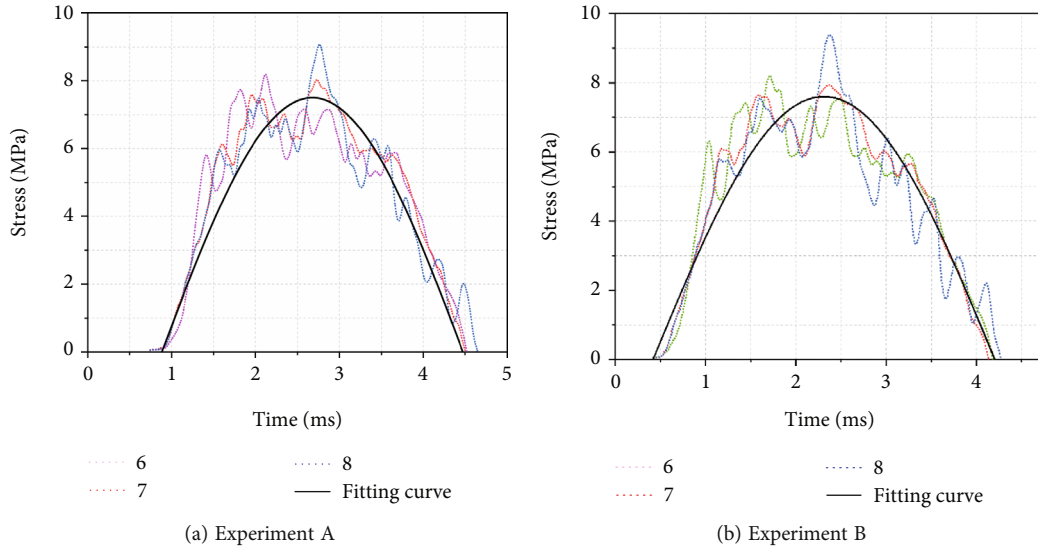 10
8
6
4
2
0
Stress (MPa)
0 1 2 3 4 5
Time (ms)
6
7
8
Fitting curve
(a) Experiment A
10
8
6
4
2
0
Stress (MPa)
0 1 2 3 4
Time (ms)
6
7
8
Fitting curve
(b) Experiment B